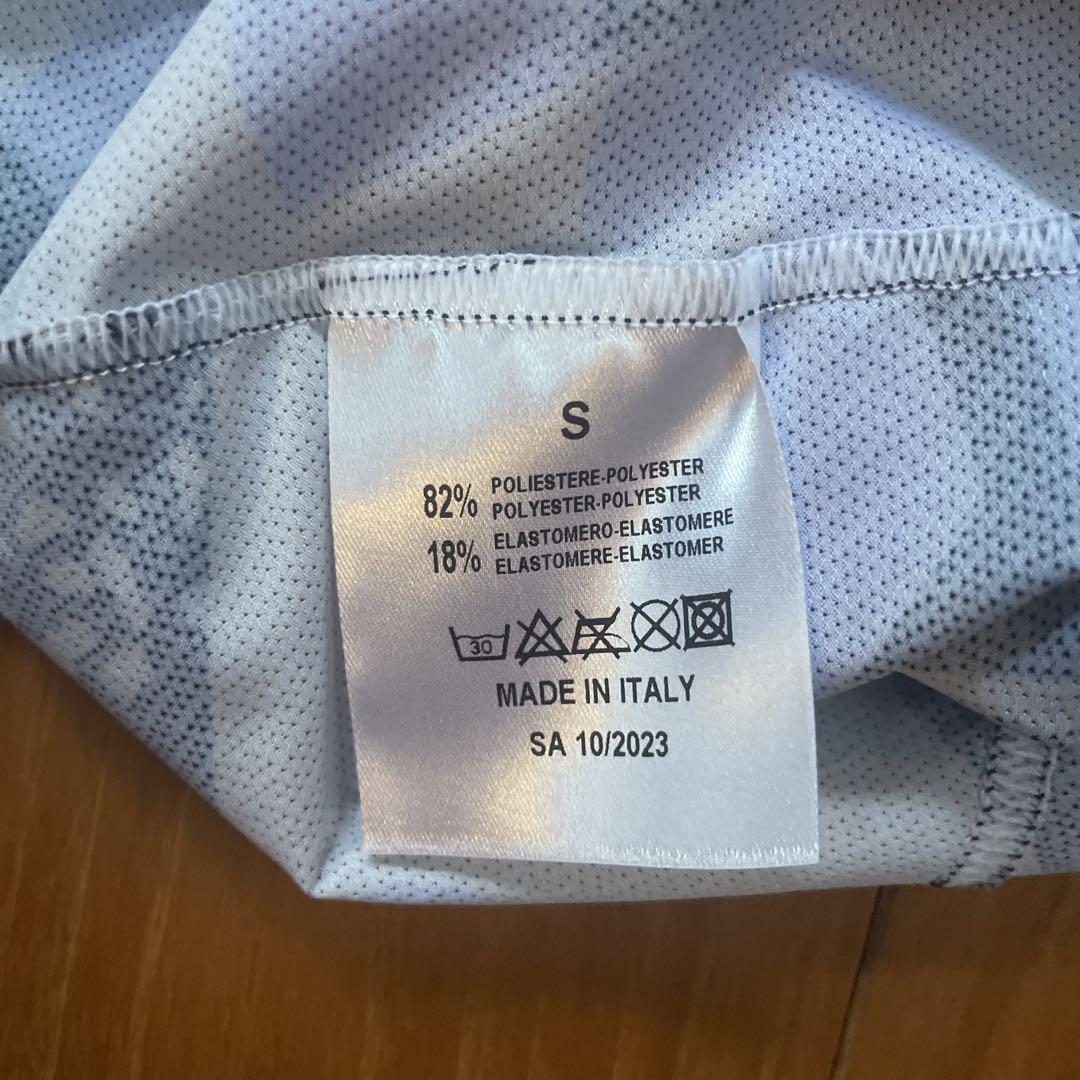 S
82% POLIESTERE-POLYESTER
POLYESTER-POLYESTER
18% ELASTOMERO-ELASTOMERE
ELASTOMERE-ELASTOMER
30
MADE IN ITALY
SA 10/2023